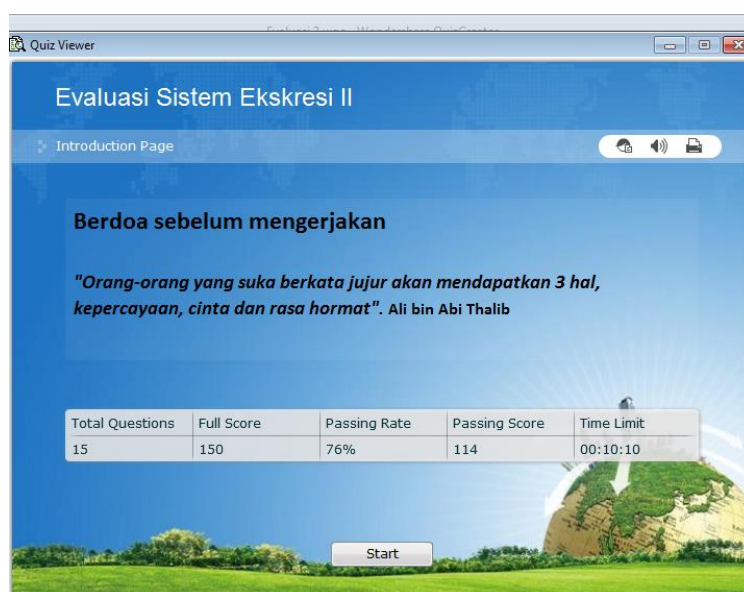 Quiz Viewer
Evaluasi Sistem Ekskresi II
Introduction Page
Berdoa sebelum mengerjakan
"Orang-orang yang suka berkata jujur akan mendapatkan 3 hal,
kepercayaan, cinta dan rasa hormat". Ali bin Abi Thalib
Total Questions Full Score Passing Rate Passing Score Time Limit
15 150 76% 114 00:10:10
Start